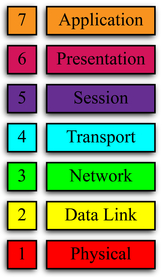 7 Application
6 Presentation
5 Session
4 Transport
3 Network
2 Data Link
1 Physical